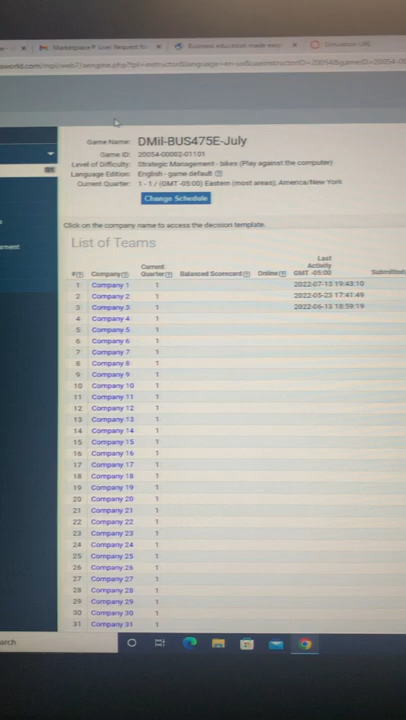 Marketplace® User Request for
Business education made easy
Simulation URL
Game Name: DMil-BUS475E-July
Game ID: 20054-00002-01101
Level of Difficulty: Strategic Management - bikes (Play against the computer)
Language Edition: English - game default
Current Quarter: 1 - 1 / (GMT -05:00) Eastern (most areas), America/New York
Change Schedule
Click on the company name to access the decision template.
List of Teams
# Company Current Quarter Balanced Scorecard Online Last Activity GMT -05:00 Submitted
1 Company 1 1 2022-07-13 19:43:10
2 Company 2 1 2022-05-23 17:41:49
3 Company 3 1 2022-06-13 18:59:19
4 Company 4 1
5 Company 5 1
6 Company 6 1
7 Company 7 1
8 Company 8 1
9 Company 9 1
10 Company 10 1
11 Company 11 1
12 Company 12 1
13 Company 13 1
14 Company 14 1
15 Company 15 1
16 Company 16 1
17 Company 17 1
18 Company 18 1
19 Company 19 1
20 Company 20 1
21 Company 21 1
22 Company 22 1
23 Company 23 1
24 Company 24 1
25 Company 25 1
26 Company 26 1
27 Company 27 1
28 Company 28 1
29 Company 29 1
30 Company 30 1
31 Company 31 1
arch